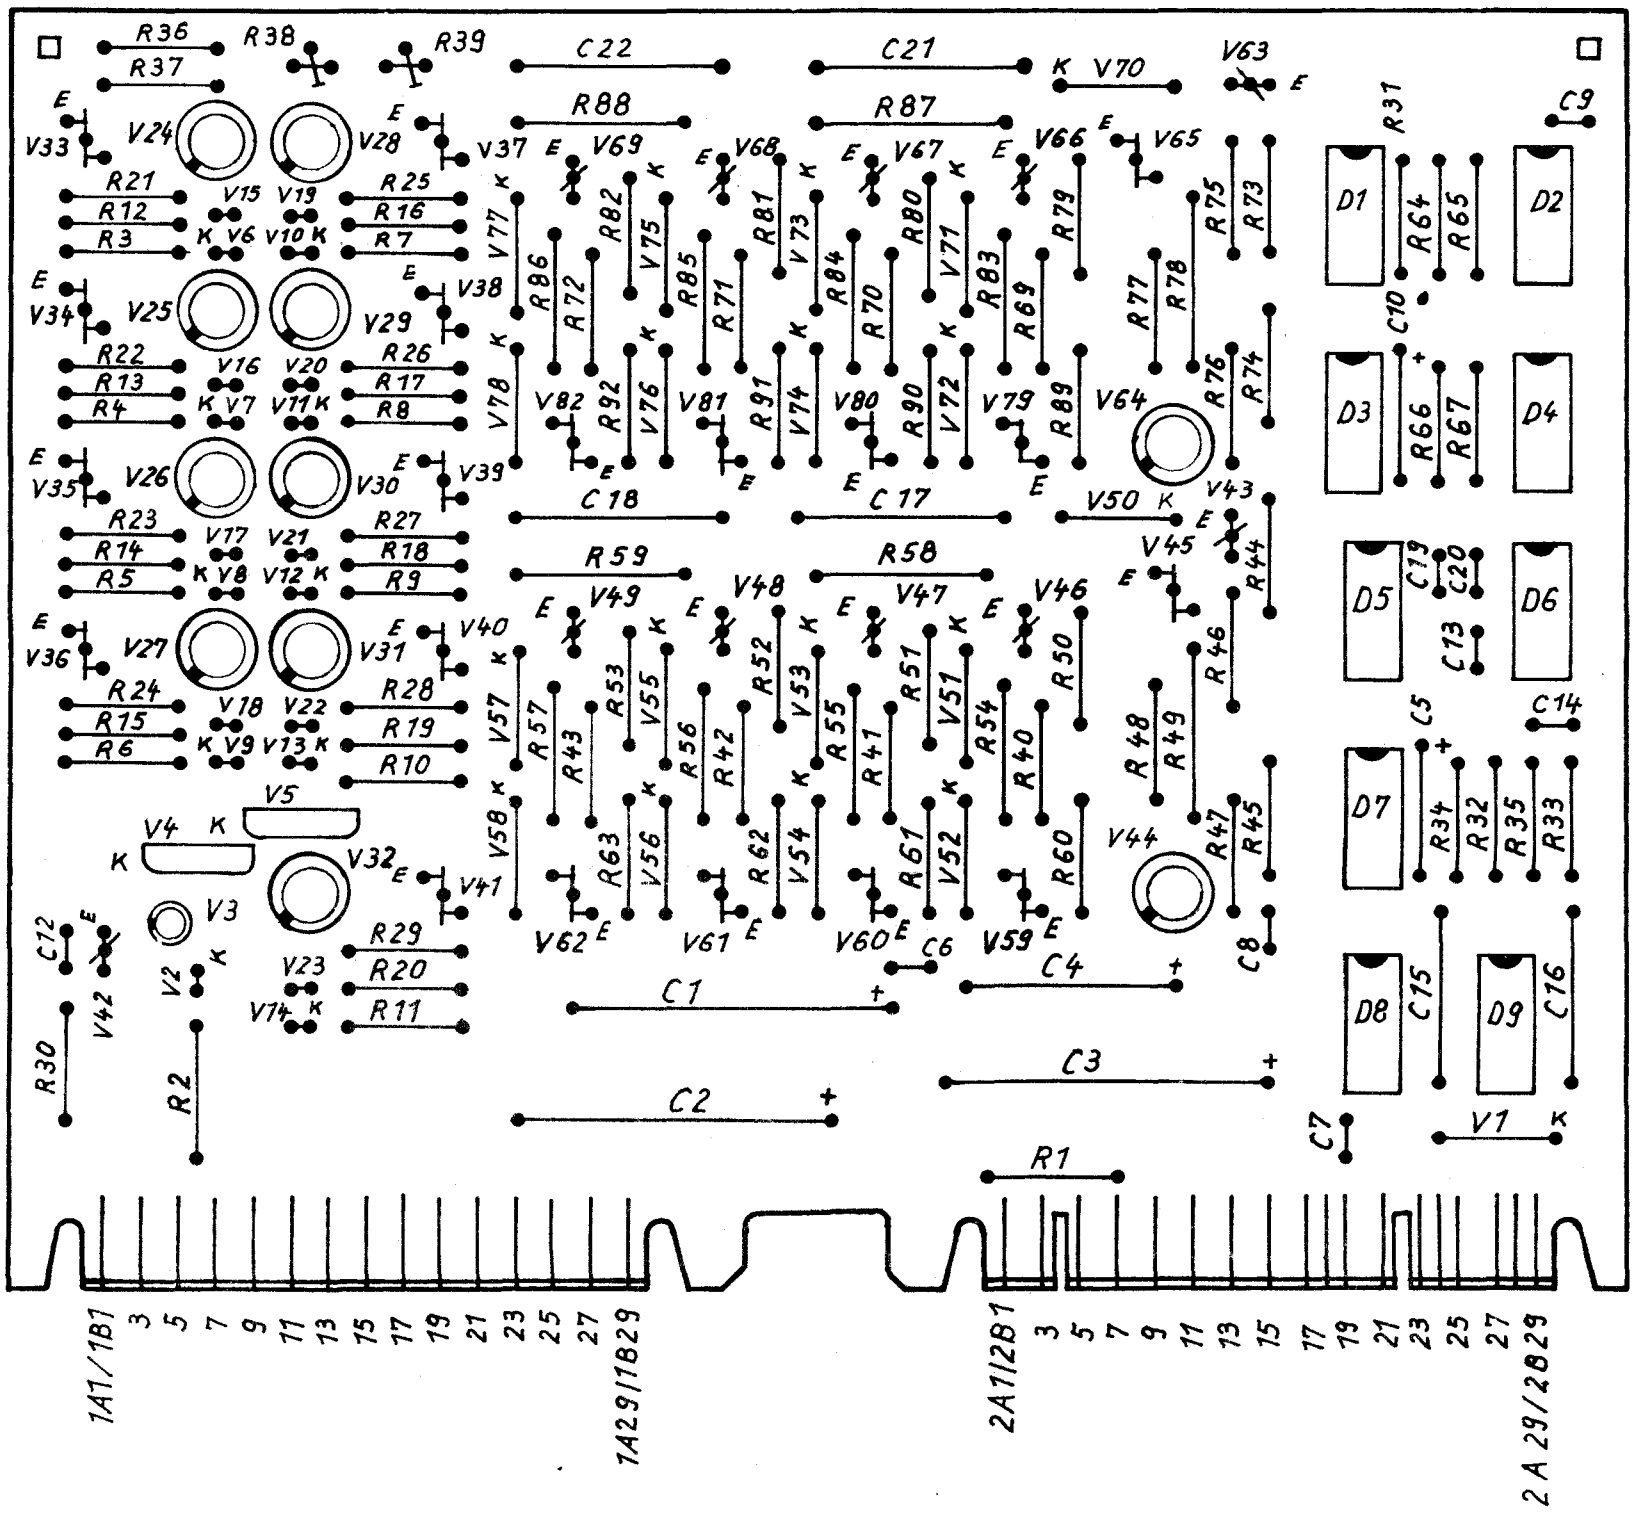 R36 R38 R39 C22 C21 V63
R37 K V70 E
E V24 V28 E R88 R87 E R31 C9
V33 V37 E V69 E V68 E V67 E V66 V65
R21 V15 V19 R25 K V77 R82 K V75 R81 K V73 R80 K V71 R79 R75 R73 D1 R64 R65 D2
R12 R16
R3 K V6 V10 K R7
E V25 V29 E V38 R86 R72 R85 R71 R84 R70 R83 R69 R77 R78 C10
V34
R22 V16 V20 R26 K V78 R92 K V76 R91 K V74 R90 K V72 R89 R76 R74 D3 + R66 R67 D4
R13 R17
R4 K V7 V11 K R8 V82 V81 V80 V79 V64
E V26 V30 E V39 E E E E
V35 C18 C17 V50 K V43
R23 V17 V21 R27 E R44
R14 R18 R59 R58 V45 C19 C20
R5 K V8 V12 K R9 E D5 D6
E V27 V31 E V40 E V49 E V48 E V47 E V46 C13
V36 K V57 R53 K V55 R52 K V53 R51 K V51 R50 R46
R24 V18 V22 R28 R57 R43 R56 R42 R55 R41 R54 R40 R48 R49 C5 C14
R15 R19
R6 K V9 V13 K R10 +
V5 K V58 R63 K V56 R62 K V54 R61 K V52 R60 R47 R45 D7 R34 R32 R35 R33
V4 K V32 V44
K E V41
C12 E V3 V62 E V61 E V60 E C6 V59 E C8
V42 V2 K V23 R29 C4 + C15 C16
R20 C1 +
V14 K R11 D8 D9
R30 R2 C3 +
C2 + C7 V1 K
R1
1A1/1B1 3 5 7 9 11 13 15 17 19 21 23 25 27 1A29/1B29 2A1/2B1 3 5 7 9 11 13 15 17 19 21 23 25 27 2A29/2B29